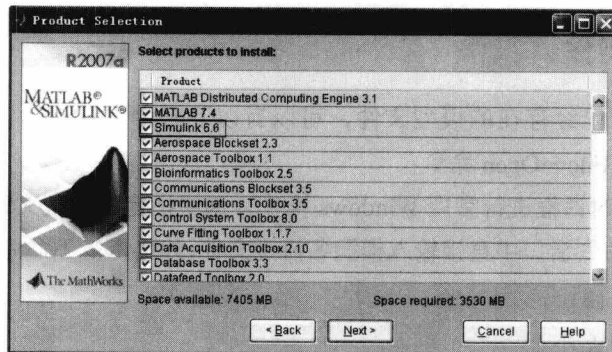 Product Selection
R2007a
MATLAB®
&SIMULINK®
The MathWorks
Select products to install:
Product
MATLAB Distributed Computing Engine 3.1
MATLAB 7.4
Simulink 6.6
Aerospace Blockset 2.3
Aerospace Toolbox 1.1
Bioinformatics Toolbox 2.5
Communications Blockset 3.5
Communications Toolbox 3.5
Control System Toolbox 8.0
Curve Fitting Toolbox 1.1.7
Data Acquisition Toolbox 2.10
Database Toolbox 3.3
Datafeed Toolbox 2.0
Space available: 7405 MB
Space required: 3530 MB
< Back
Next >
Cancel
Help